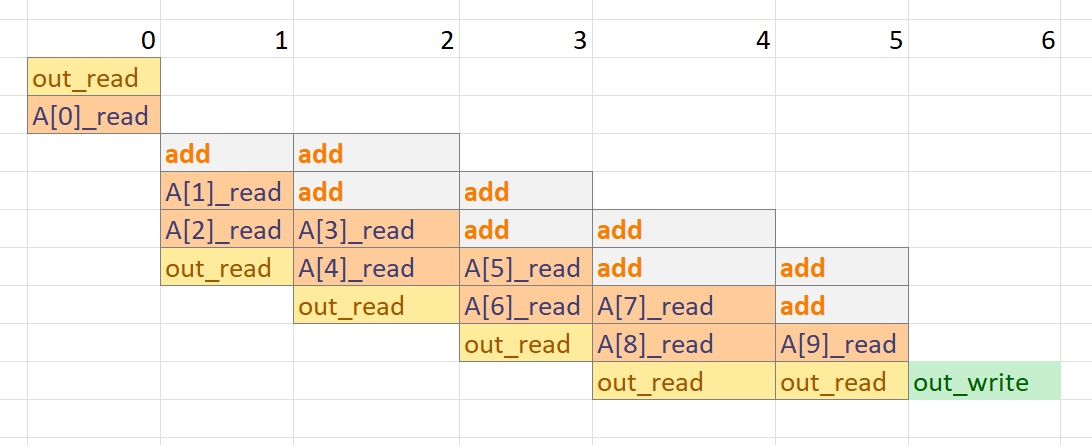 0 1 2 3 4 5 6
out_read
A[0]_read
add add
A[1]_read add add
A[2]_read A[3]_read add add
out_read A[4]_read A[5]_read add add
out_read A[6]_read A[7]_read add
out_read A[8]_read A[9]_read
out_read out_read out_write